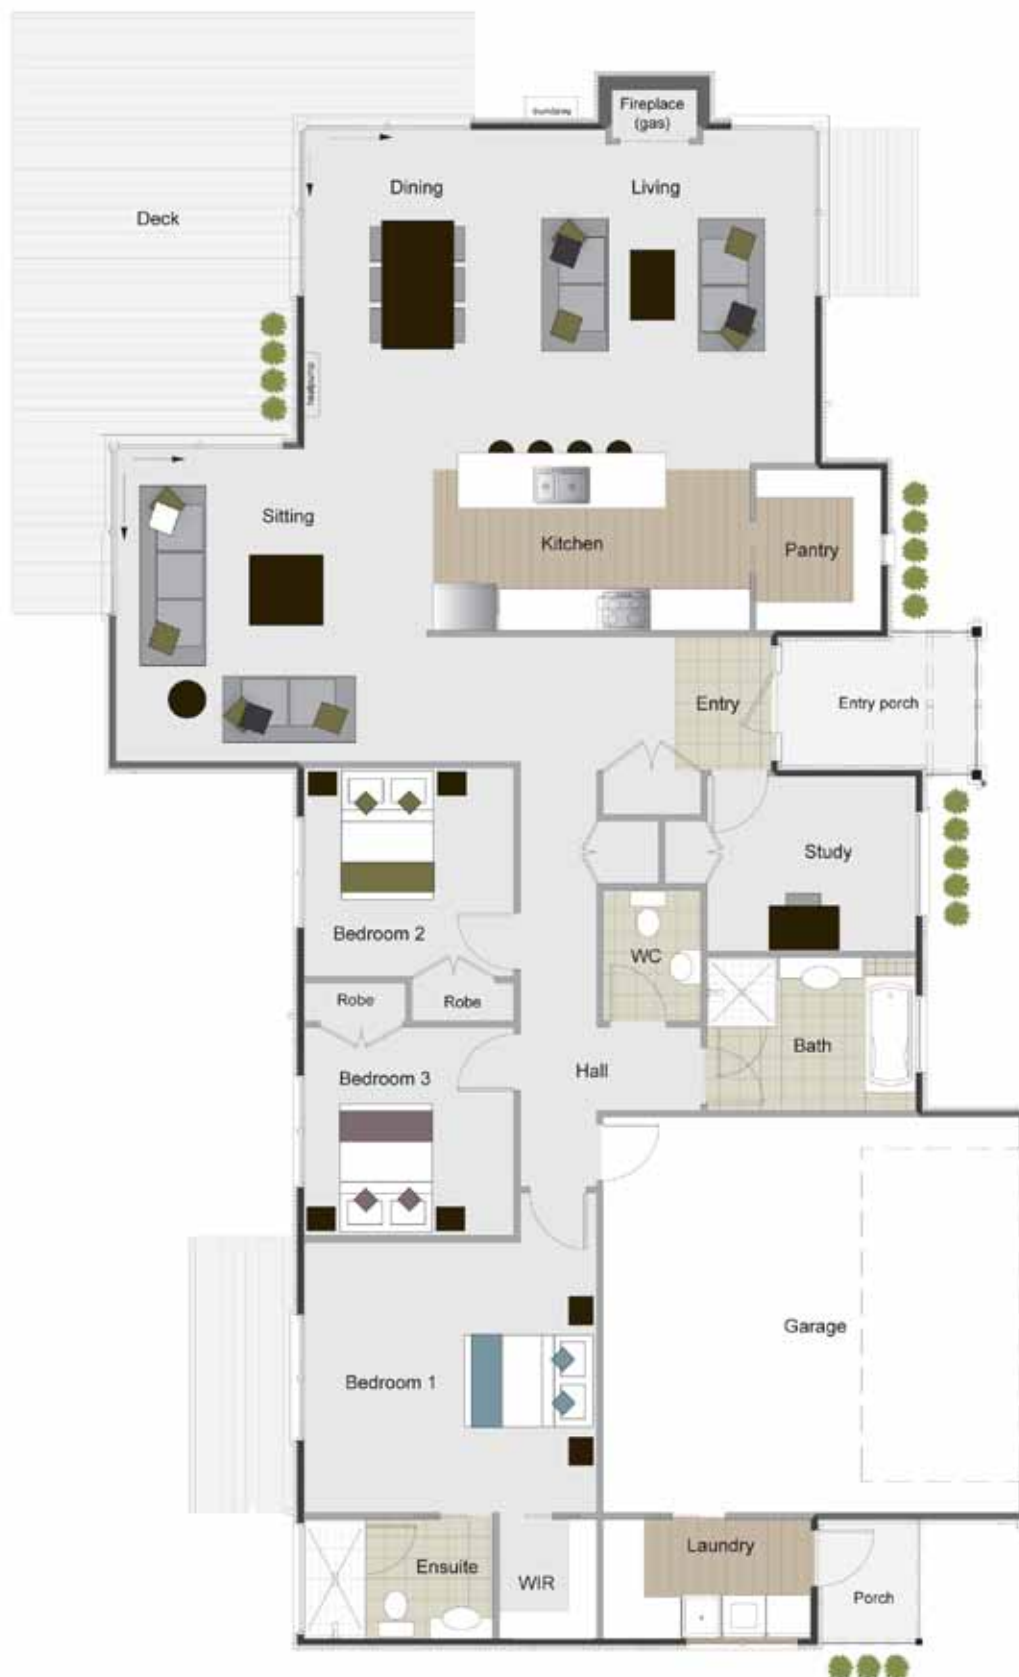 Fireplace
(gas)
Dining
Living
Deck
heatpump
Sitting
Kitchen
Pantry
Entry
Entry porch
Study
Bedroom 2
WC
Robe
Robe
Bath
Hall
Bedroom 3
Garage
Bedroom 1
Laundry
Ensuite
WIR
Porch